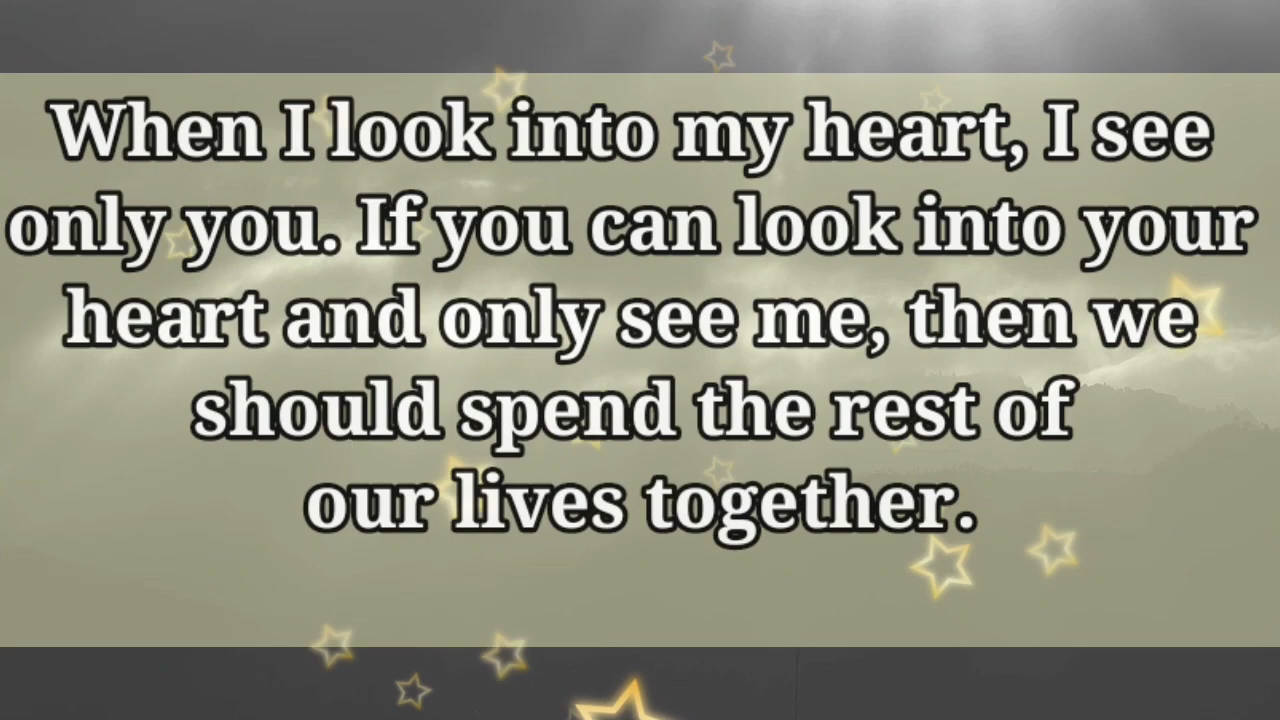 When I look into my heart, I see
only you. If you can look into your
heart and only see me, then we
should spend the rest of
our lives together.